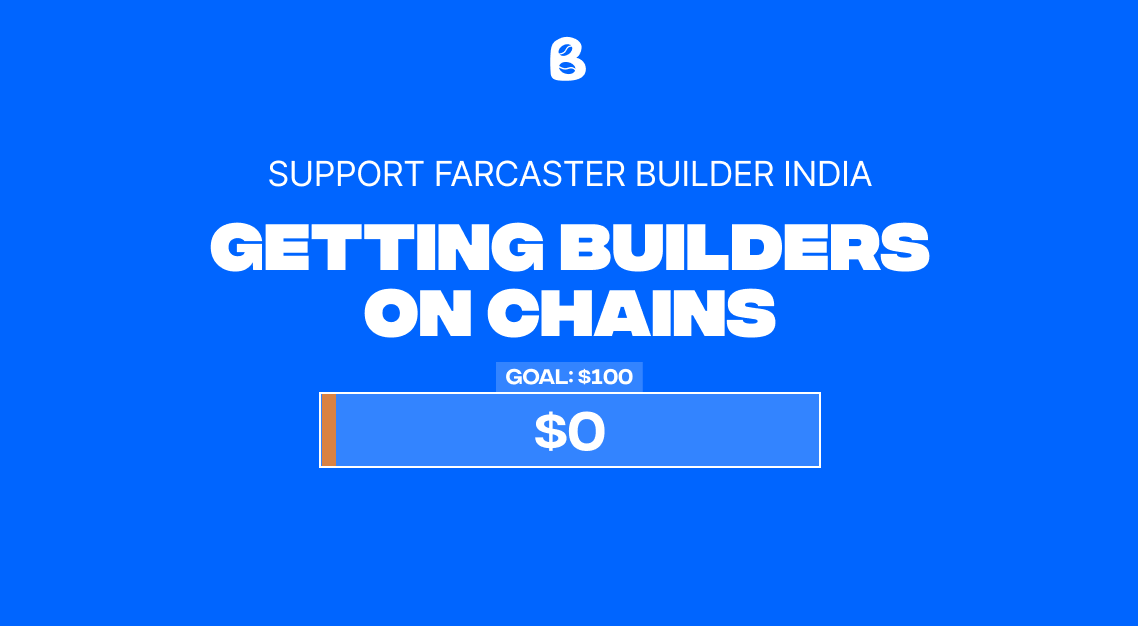 B
SUPPORT FARCASTER BUILDER INDIA
GETTING BUILDERS
ON CHAINS
GOAL: $100
$0